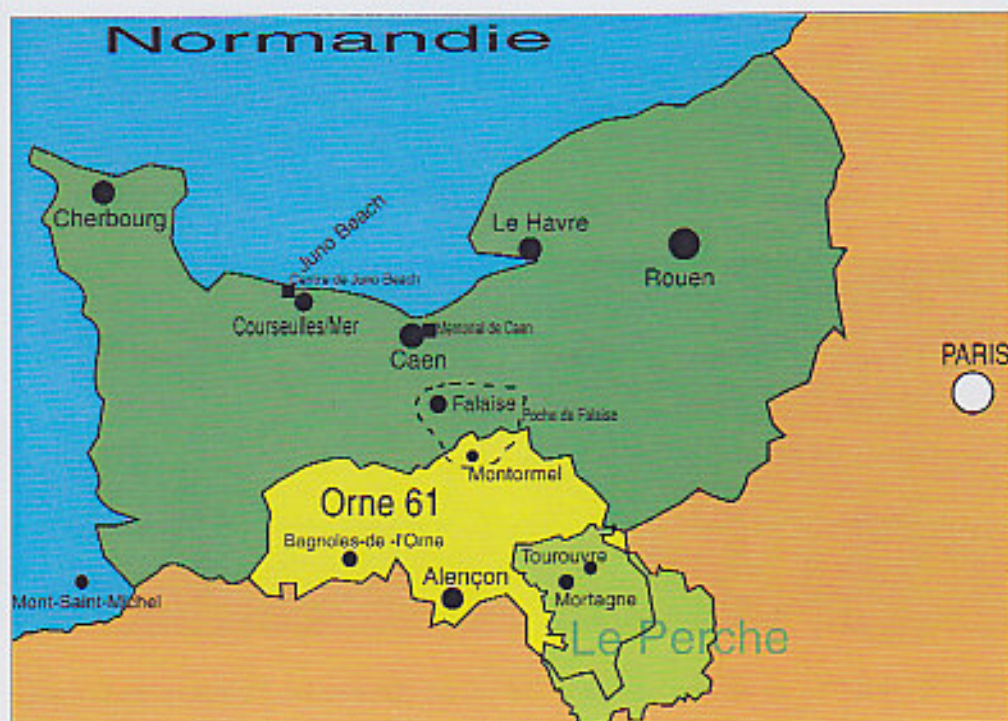 Normandie
Cherbourg
Juno Beach
Centre de Juno Beach
Courseulles/Mer
Le Havre
Rouen
Memorial de Caen
Caen
PARIS
Falaise
Poche de Falaise
Montormel
Orne 61
Bagnoles-de -l'Orne
Tourouvre
Alençon
Mortagne
Mont-Saint-Michel
Le Perche